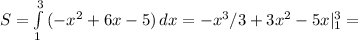 S = ∫₁³ (-x² + 6x - 5) dx = -x³/3 + 3x² - 5x|₁³ =